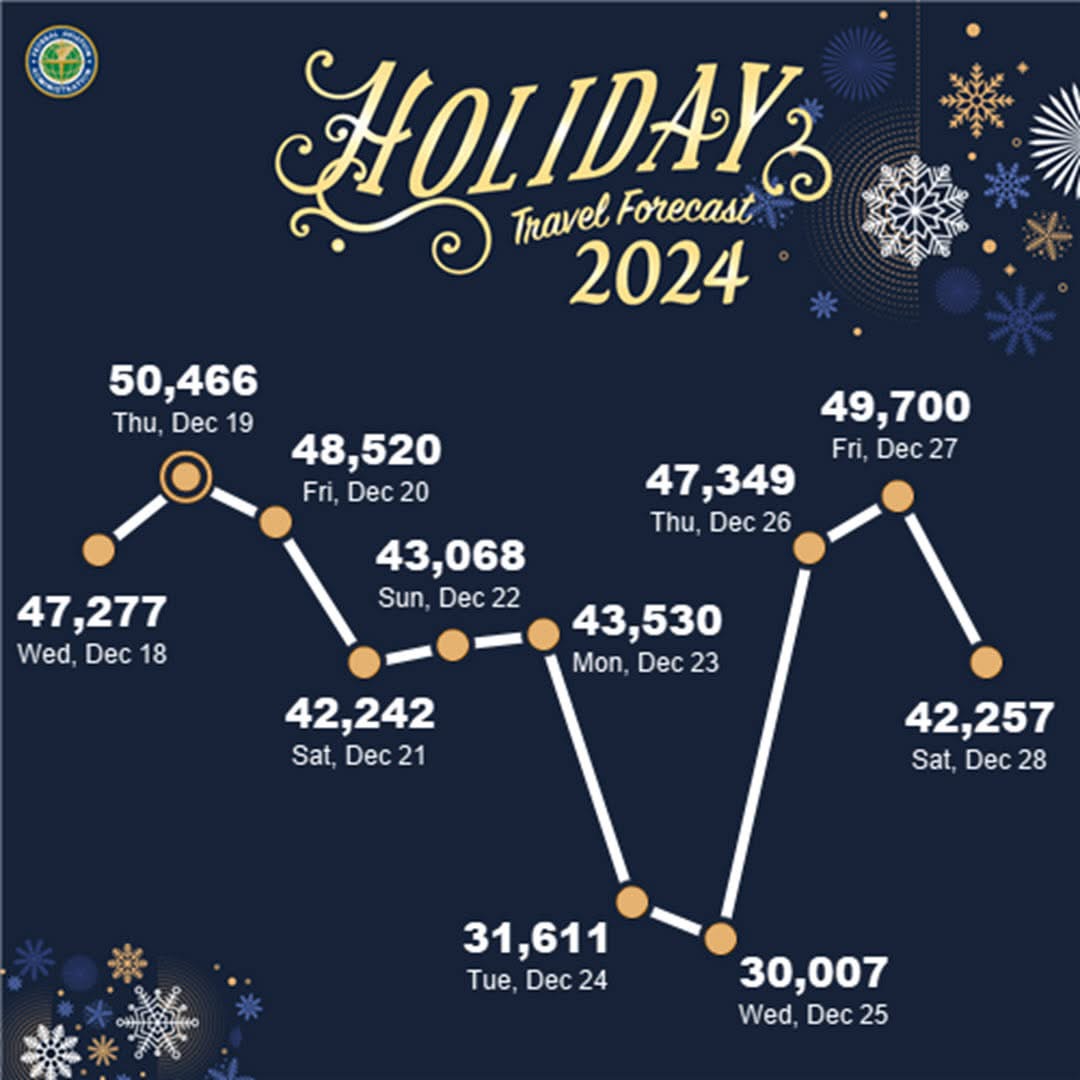 FEDERAL AVIATION
ADMINISTRATION
HOLIDAY
Travel Forecast
2024
50,466
Thu, Dec 19
48,520
Fri, Dec 20
49,700
Fri, Dec 27
47,349
Thu, Dec 26
43,068
Sun, Dec 22
47,277
Wed, Dec 18
43,530
Mon, Dec 23
42,242
Sat, Dec 21
42,257
Sat, Dec 28
31,611
Tue, Dec 24
30,007
Wed, Dec 25